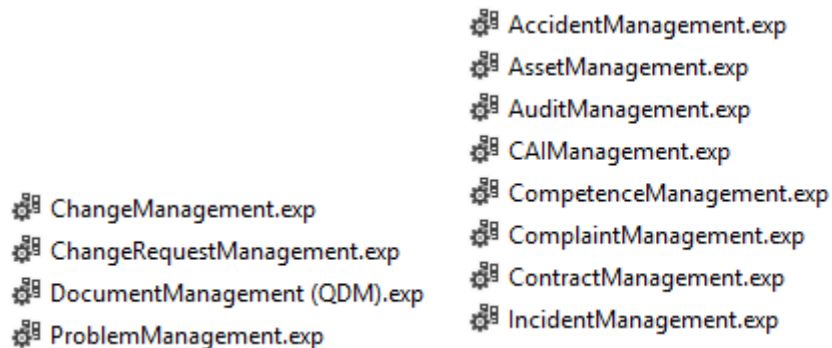 ChangeManagement.exp
ChangeRequestManagement.exp
DocumentManagement (QDM).exp
ProblemManagement.exp
AccidentManagement.exp
AssetManagement.exp
AuditManagement.exp
CAIManagement.exp
CompetenceManagement.exp
ComplaintManagement.exp
ContractManagement.exp
IncidentManagement.exp